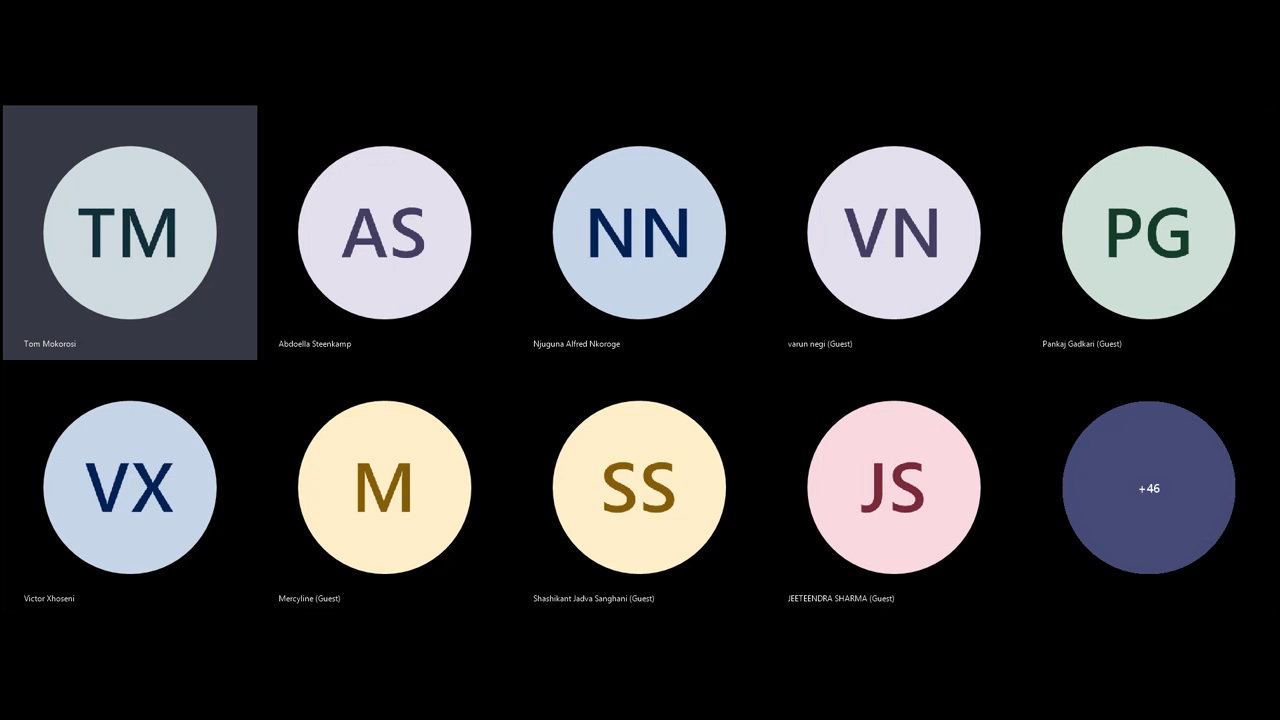 TM
AS
NN
VN
PG
Tom Mokorosi
Abdoella Steenkamp
Njuguna Alfred Nkoroge
varun negi (Guest)
Pankaj Gadkari (Guest)
VX
M
SS
JS
+46
Victor Xhoseni
Mercyline (Guest)
Shashikant Jadva Sanghani (Guest)
JEETEENDRA SHARMA (Guest)